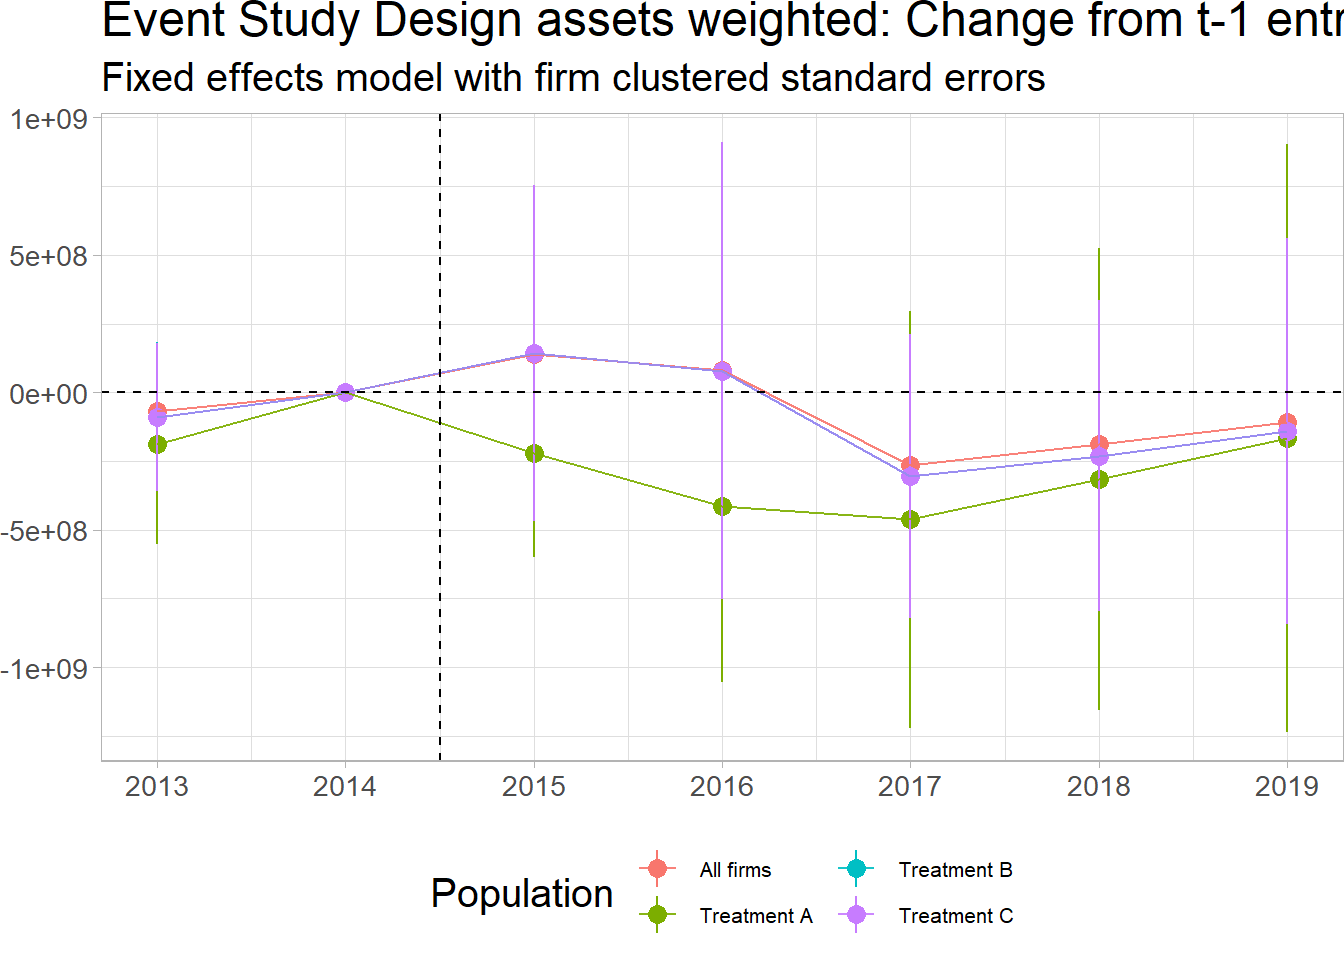 Event Study Design assets weighted: Change from t-1 entr
Fixed effects model with firm clustered standard errors
1e+09
5e+08
0e+00
-5e+08
-1e+09
2013 2014 2015 2016 2017 2018 2019
Population
All firms
Treatment A
Treatment B
Treatment C